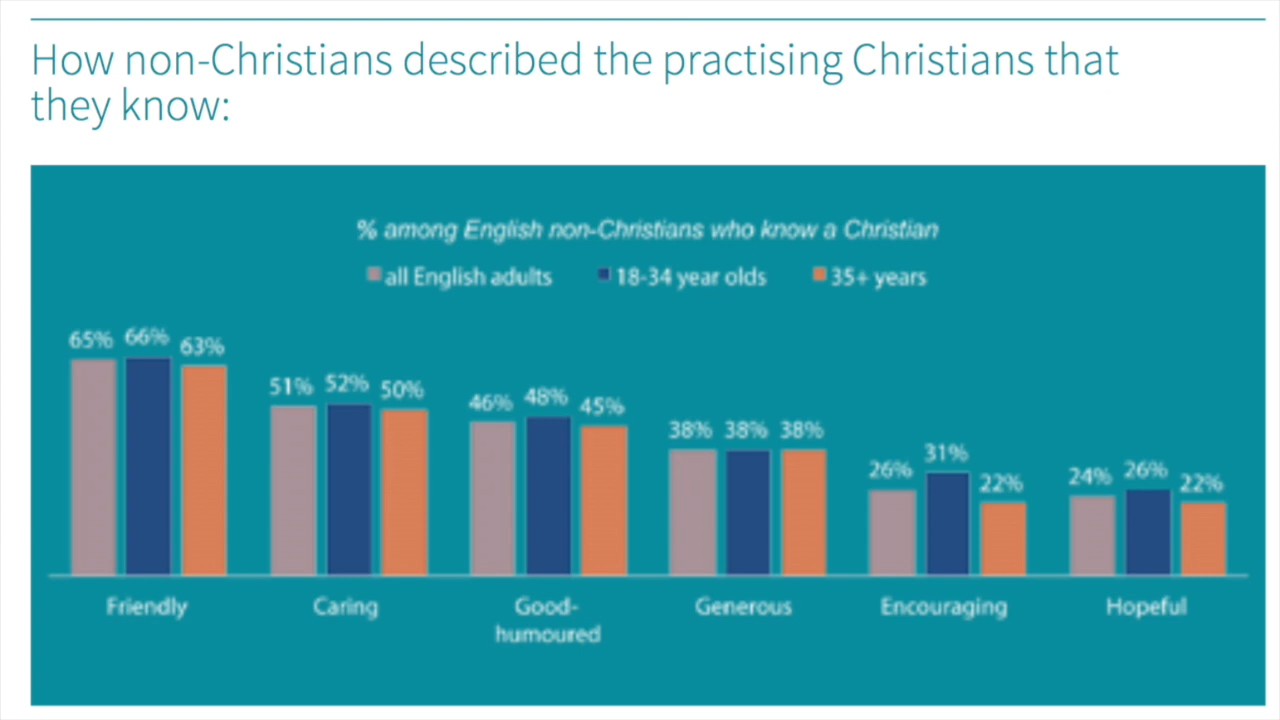 How non-Christians described the practising Christians that
they know:
% among English non-Christians who know a Christian
all English adults 18-34 year olds 35+ years
65% 66% 63% 51% 52% 50% 46% 48% 45% 38% 38% 38% 26% 31% 22% 24% 26% 22%
Friendly Caring Good- Generous Encouraging Hopeful
humoured